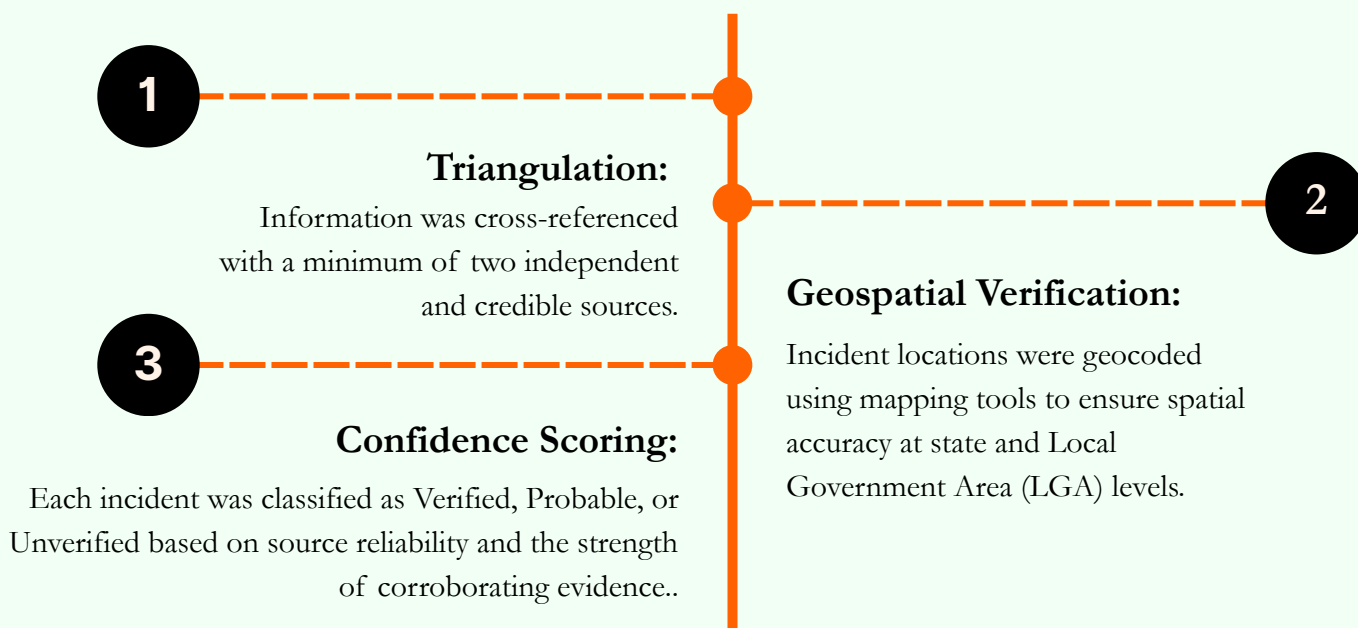 1
Triangulation:
Information was cross-referenced
with a minimum of two independent
and credible sources.
2
Geospatial Verification:
Incident locations were geocoded
using mapping tools to ensure spatial
accuracy at state and Local
Government Area (LGA) levels.
3
Confidence Scoring:
Each incident was classified as Verified, Probable, or
Unverified based on source reliability and the strength
of corroborating evidence..